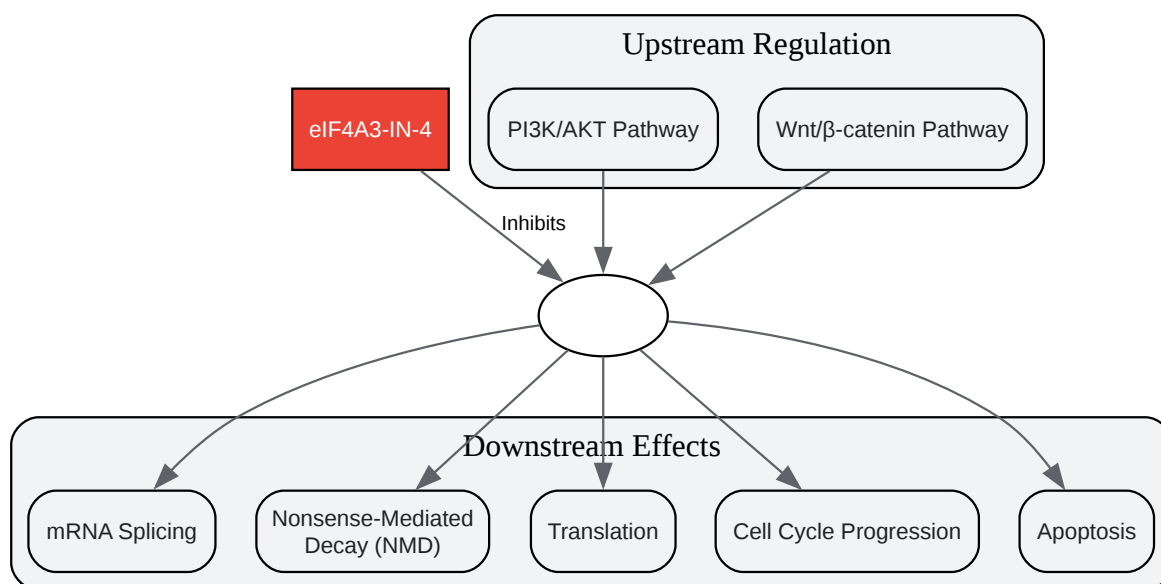 Upstream Regulation
eIF4A3-IN-4
PI3K/AKT Pathway
Wnt/β-catenin Pathway
Inhibits
Downstream Effects
mRNA Splicing
Nonsense-Mediated
Decay (NMD)
Translation
Cell Cycle Progression
Apoptosis